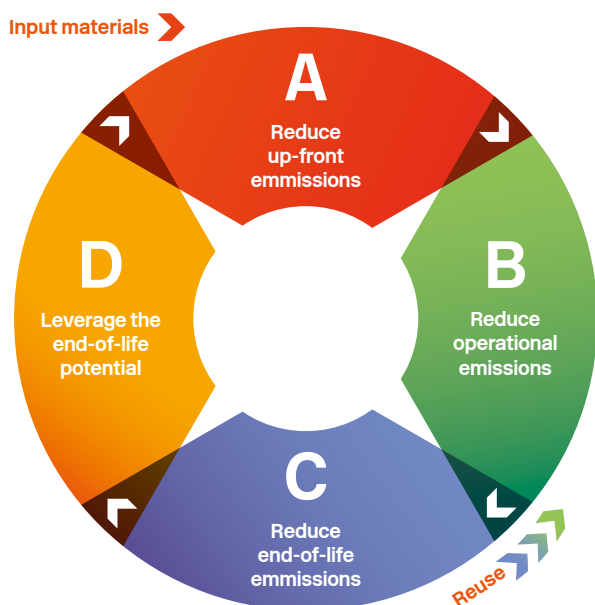 Input materials
A
Reduce
up-front
emmissions
B
Reduce
operational
emissions
C
Reduce
end-of-life
emmissions
D
Leverage the
end-of-life
potential
Reuse